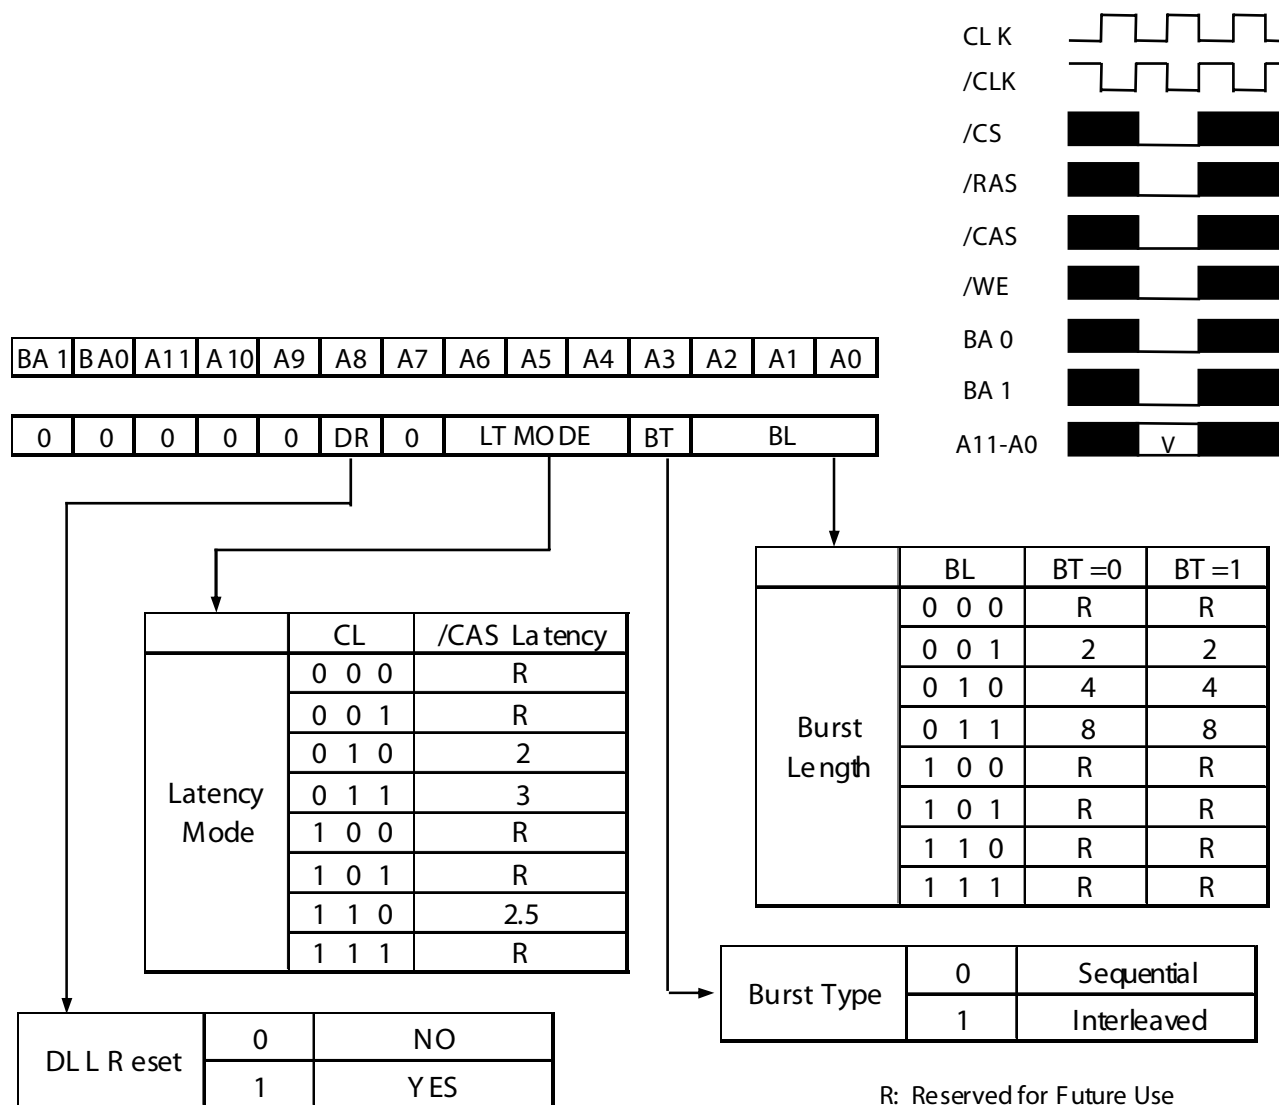 CLK
/CLK
/CS
/RAS
/CAS
/WE
BA 0
BA 1
A11-A0 V
BA 1 BA0 A11 A10 A9 A8 A7 A6 A5 A4 A3 A2 A1 A0
0 0 0 0 0 DR 0 LT MODE BT BL
BL BT =0 BT =1
Burst Length
0 0 0 R R
0 0 1 2 2
0 1 0 4 4
0 1 1 8 8
1 0 0 R R
1 0 1 R R
1 1 0 R R
1 1 1 R R
CL /CAS Latency
Latency Mode
0 0 0 R
0 0 1 R
0 1 0 2
0 1 1 3
1 0 0 R
1 0 1 R
1 1 0 2.5
1 1 1 R
Burst Type
0 Sequential
1 Interleaved
DLL Reset
0 NO
1 YES
R: Reserved for Future Use